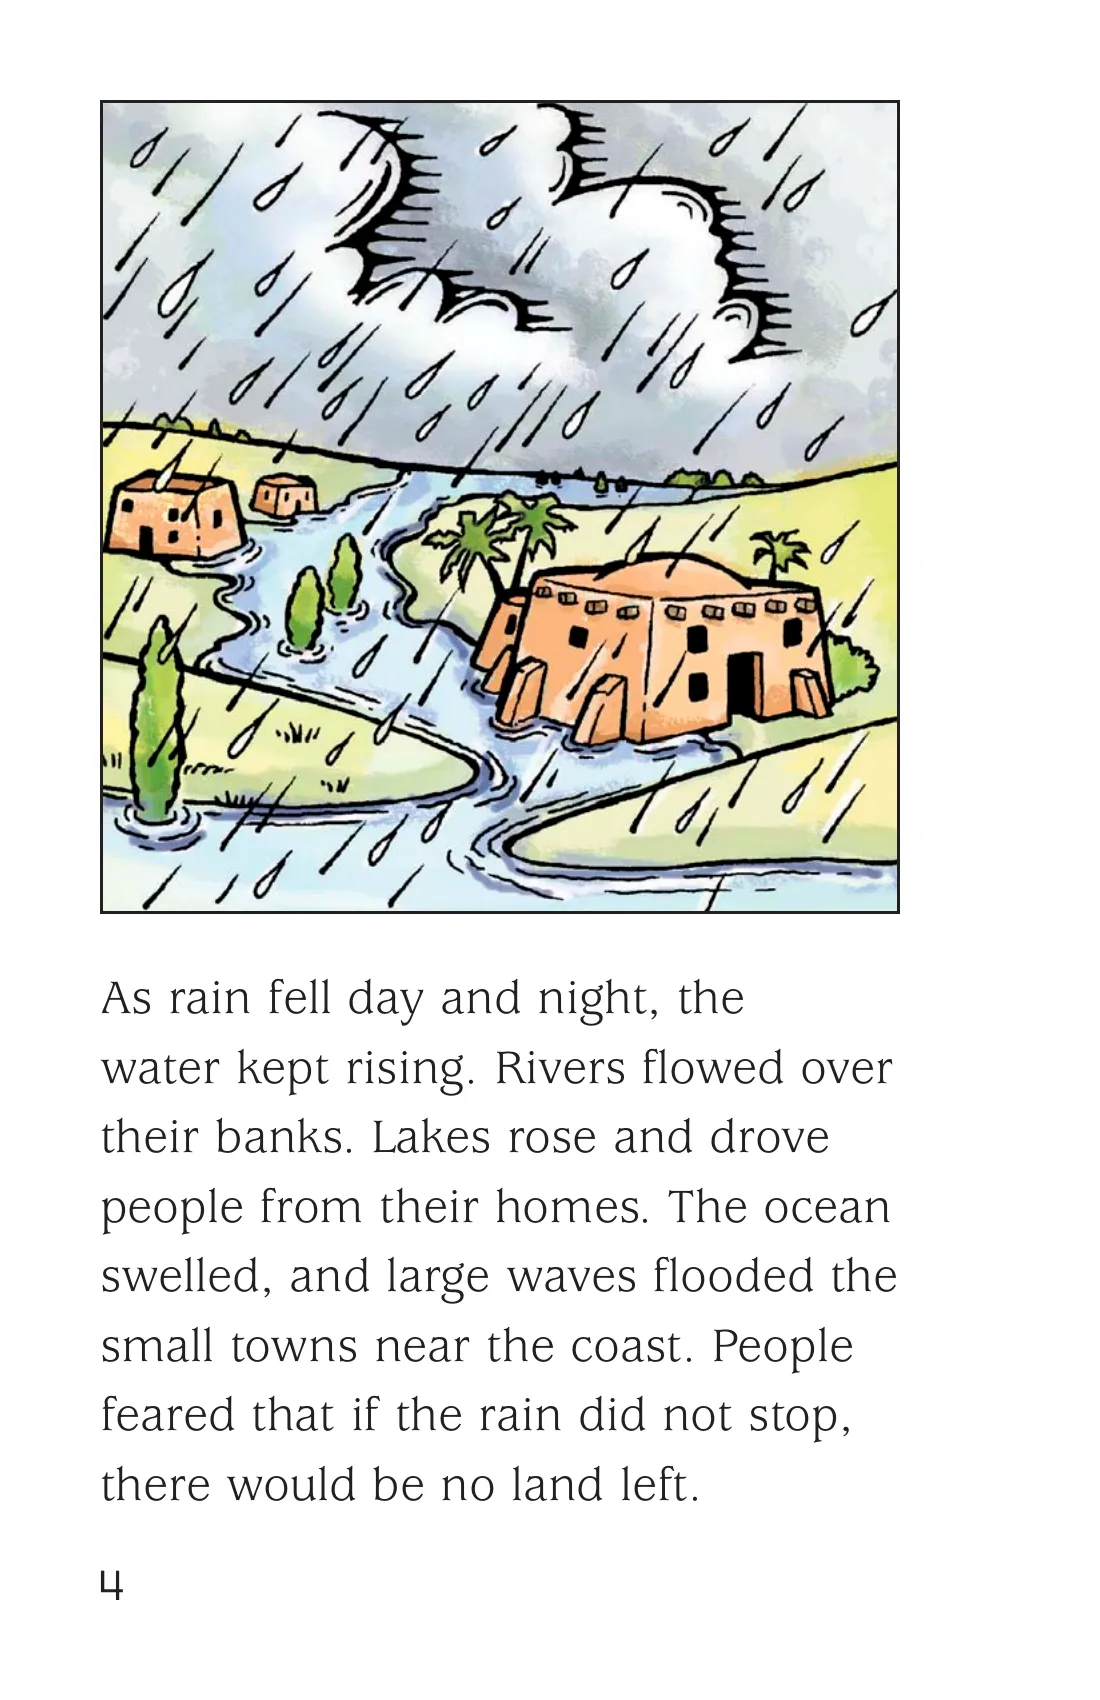 As rain fell day and night, the
water kept rising. Rivers flowed over
their banks. Lakes rose and drove
people from their homes. The ocean
swelled, and large waves flooded the
small towns near the coast. People
feared that if the rain did not stop,
there would be no land left.
4